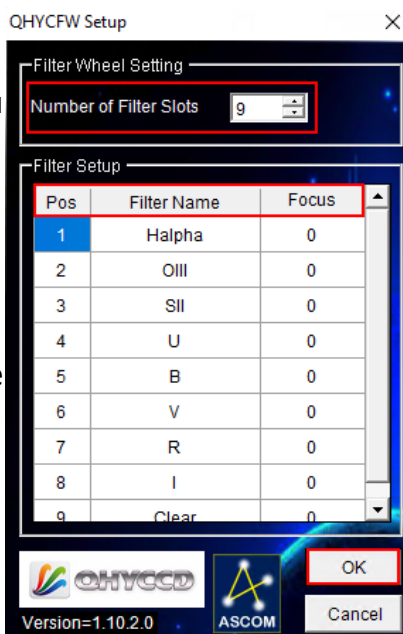 QHYCFW Setup
Filter Wheel Setting
Number of Filter Slots 9
Filter Setup
Pos Filter Name Focus
1 Halpha 0
2 OIII 0
3 SII 0
4 U 0
5 B 0
6 V 0
7 R 0
8 I 0
9 Clear 0
QHYCCD
ASCOM
OK
Version=1.10.2.0
Cancel